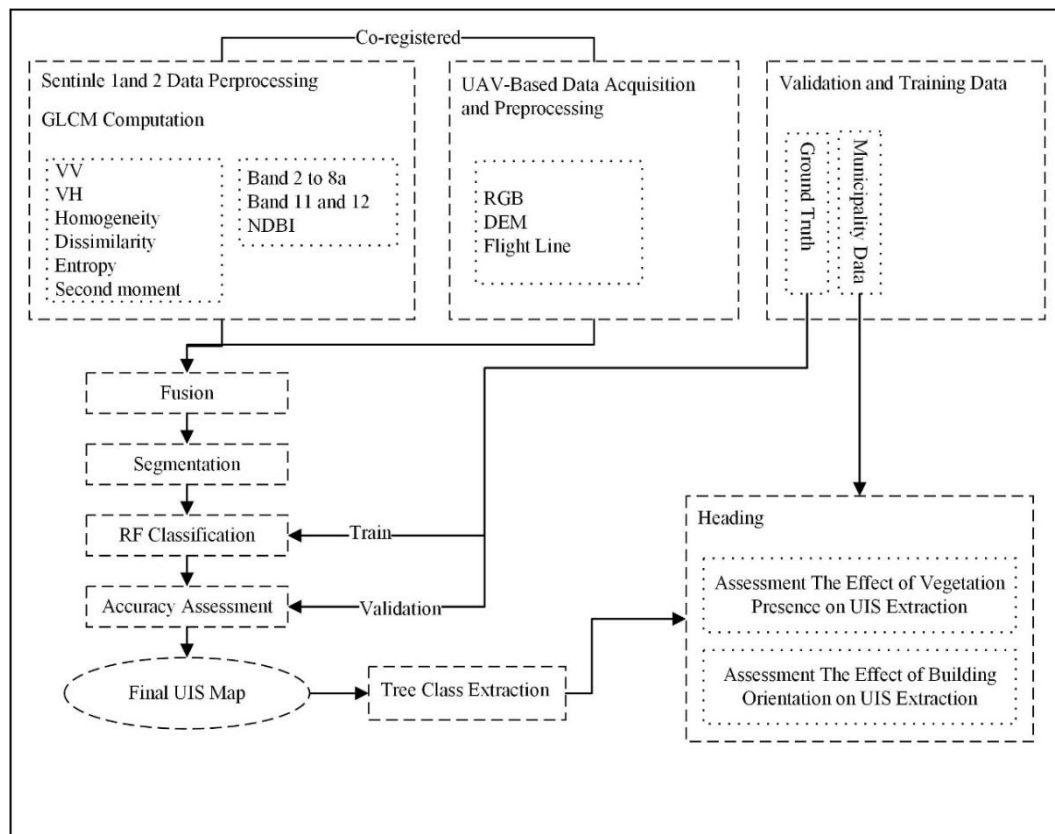 Co-registered
Sentinle 1and 2 Data Perprocessing
GLCM Computation
VV
VH
Homogeneity
Dissimilarity
Entropy
Second moment
Band 2 to 8a
Band 11 and 12
NDBI
UAV-Based Data Acquisition
and Preprocessing
RGB
DEM
Flight Line
Validation and Training Data
Ground Truth
Municipality Data
Fusion
Segmentation
RF Classification
Train
Accuracy Assessment
Validation
Final UIS Map
Tree Class Extraction
Heading
Assessment The Effect of Vegetation
Presence on UIS Extraction
Assessment The Effect of Building
Orientation on UIS Extraction